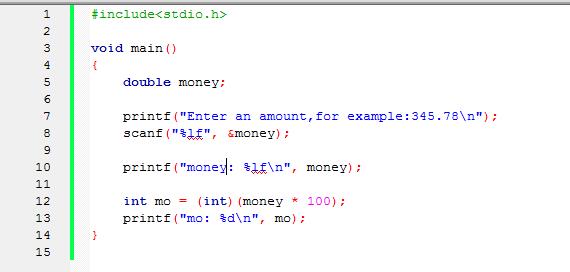 1 #include<stdio.h>
2
3 void main()
4 {
5 double money;
6
7 printf("Enter an amount,for example:345.78\n");
8 scanf("%lf", &money);
9
10 printf("money: %lf\n", money);
11
12 int mo = (int)(money * 100);
13 printf("mo: %d\n", mo);
14 }
15